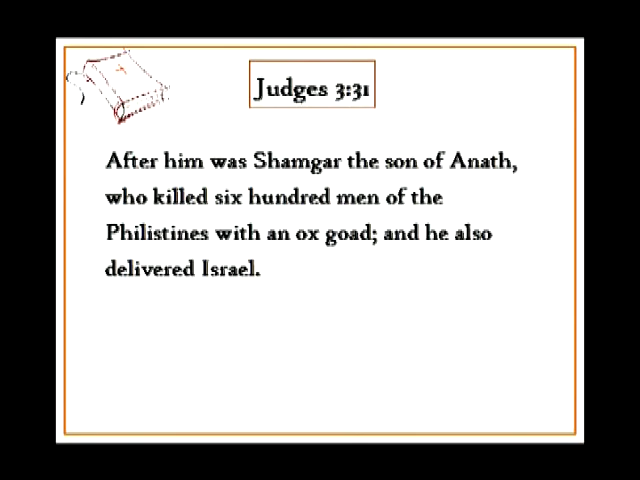 Judges 3:31
After him was Shamgar the son of Anath,
who killed six hundred men of the
Philistines with an ox goad; and he also
delivered Israel.